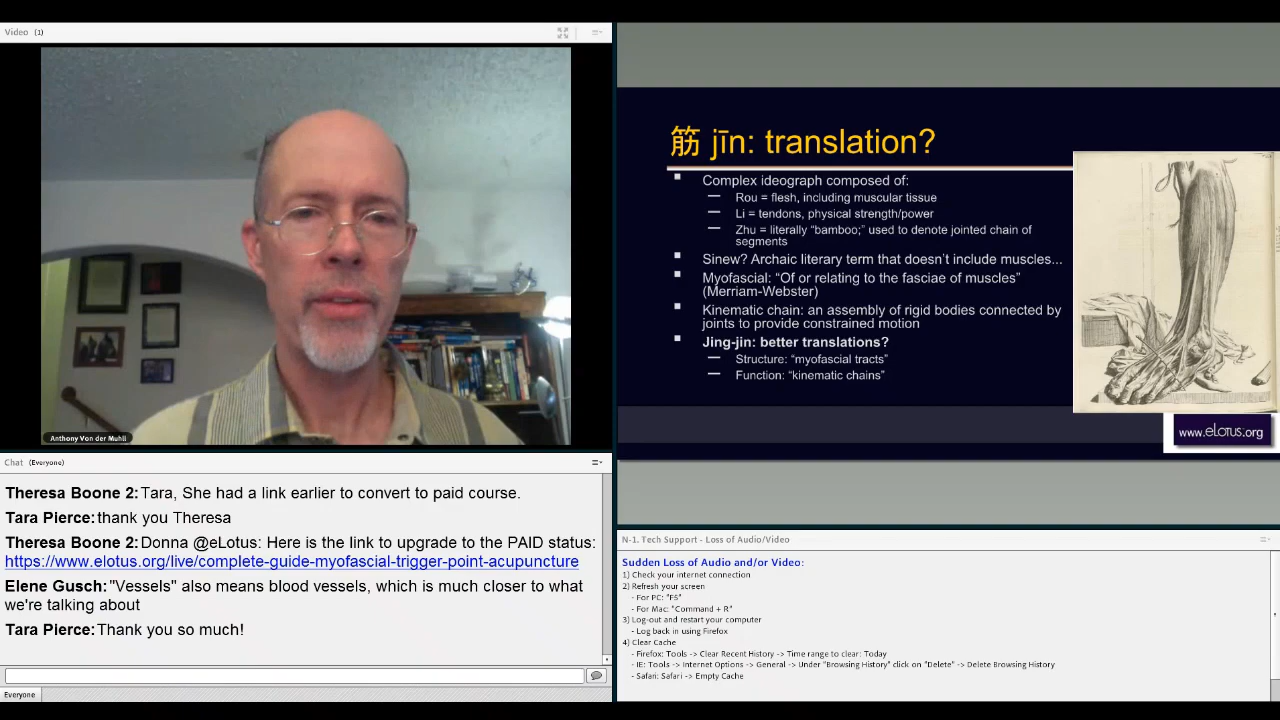 Video (1)
Anthony Von der Muhll
Chat (Everyone)
Theresa Boone 2: Tara, She had a link earlier to convert to paid course.
Tara Pierce: thank you Theresa
Theresa Boone 2: Donna @eLotus: Here is the link to upgrade to the PAID status:
https://www.elotus.org/live/complete-guide-myofascial-trigger-point-acupuncture
Elene Gusch: "Vessels" also means blood vessels, which is much closer to what
we're talking about
Tara Pierce: Thank you so much!
Everyone
筋 jīn: translation?
Complex ideograph composed of:
Rou = flesh, including muscular tissue
Li = tendons, physical strength/power
Zhu = literally “bamboo;” used to denote jointed chain of
segments
Sinew? Archaic literary term that doesn’t include muscles...
Myofascial: “Of or relating to the fasciae of muscles”
(Merriam-Webster)
Kinematic chain: an assembly of rigid bodies connected by
joints to provide constrained motion
Jing-jin: better translations?
Structure: “myofascial tracts”
Function: “kinematic chains”
www.eLotus.org
N-1. Tech Support - Loss of Audio/Video
Sudden Loss of Audio and/or Video:
1) Check your internet connection
2) Refresh your screen
- For PC: "F5"
- For Mac: "Command + R"
3) Log-out and restart your computer
- Log back in using Firefox
4) Clear Cache
- Firefox: Tools -> Clear Recent History -> Time range to clear: Today
- IE: Tools -> Internet Options -> General -> Under "Browsing History" click on "Delete" -> Delete Browsing History
- Safari: Safari -> Empty Cache